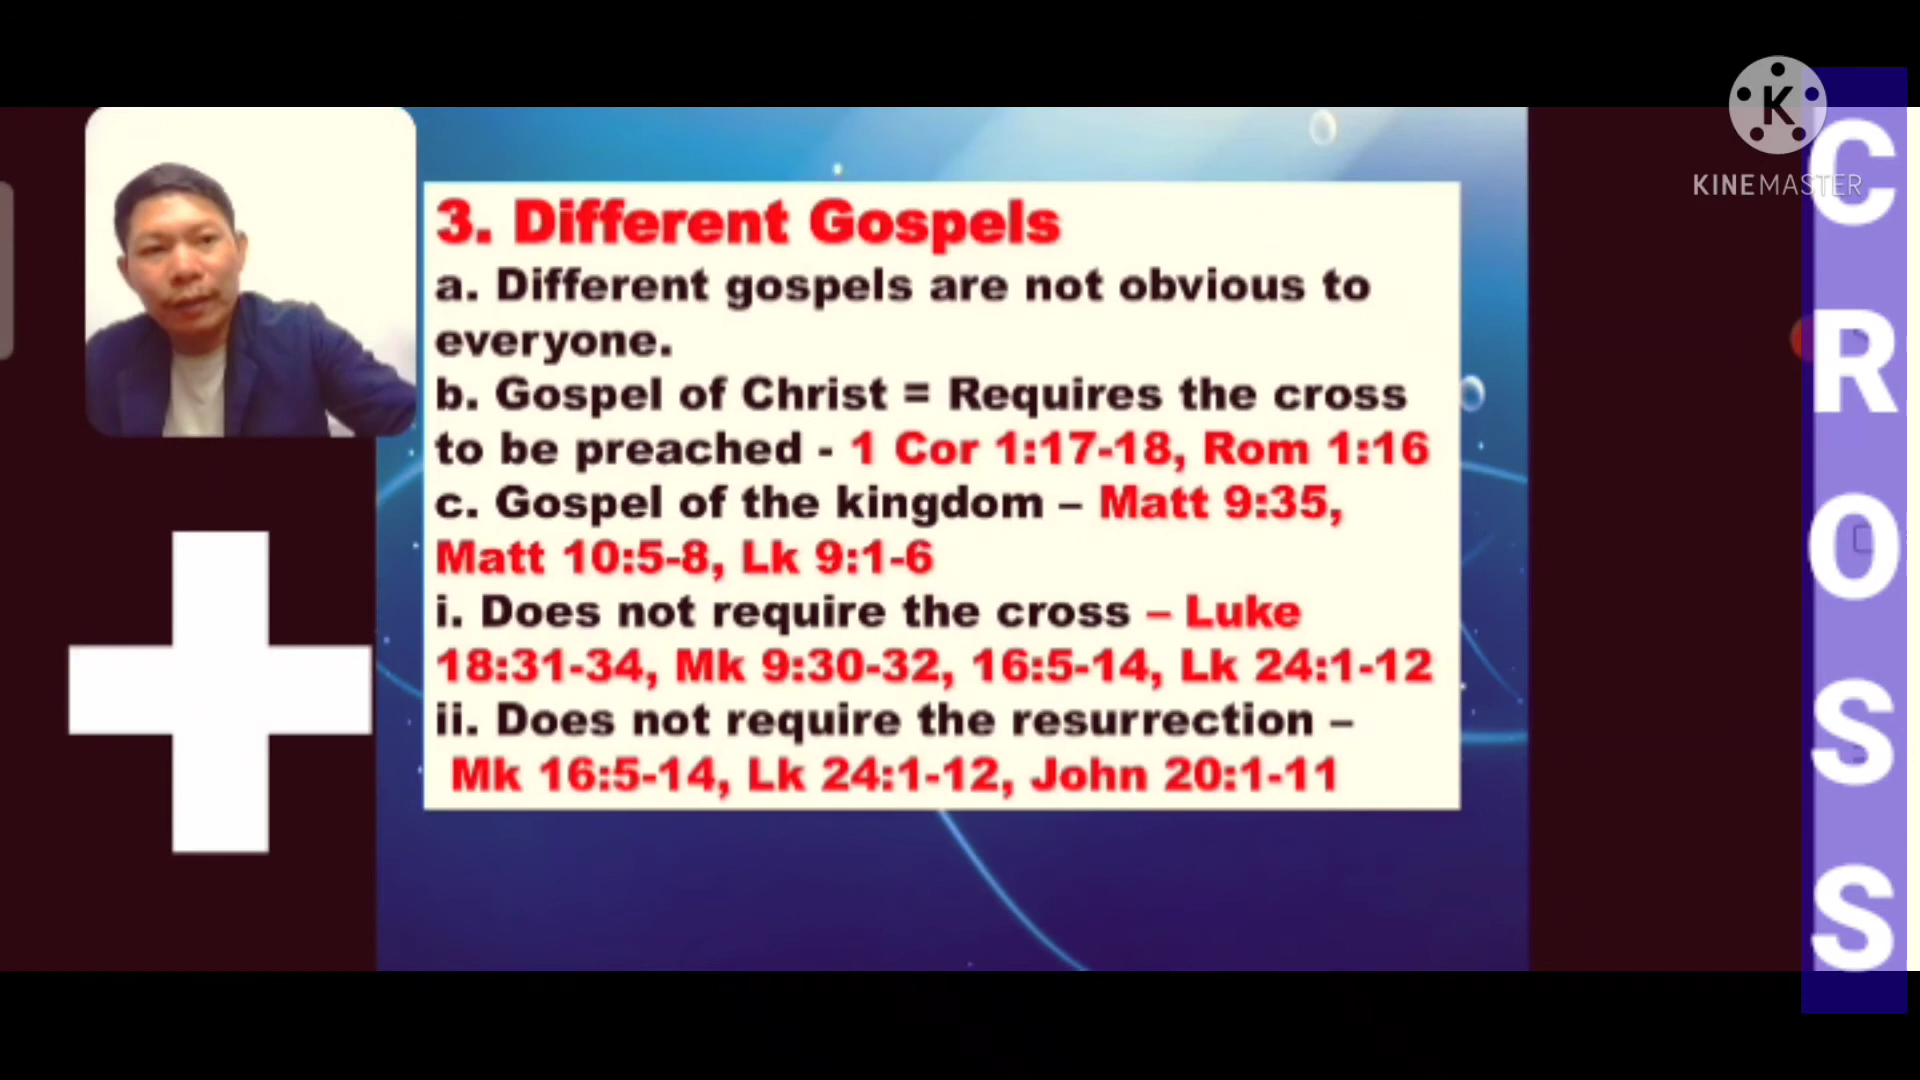 3. Different Gospels
a. Different gospels are not obvious to
everyone.
b. Gospel of Christ = Requires the cross
to be preached - 1 Cor 1:17-18, Rom 1:16
c. Gospel of the kingdom – Matt 9:35,
Matt 10:5-8, Lk 9:1-6
i. Does not require the cross – Luke
18:31-34, Mk 9:30-32, 16:5-14, Lk 24:1-12
ii. Does not require the resurrection –
Mk 16:5-14, Lk 24:1-12, John 20:1-11
K
KINEMASTER
C
R
O
S
S